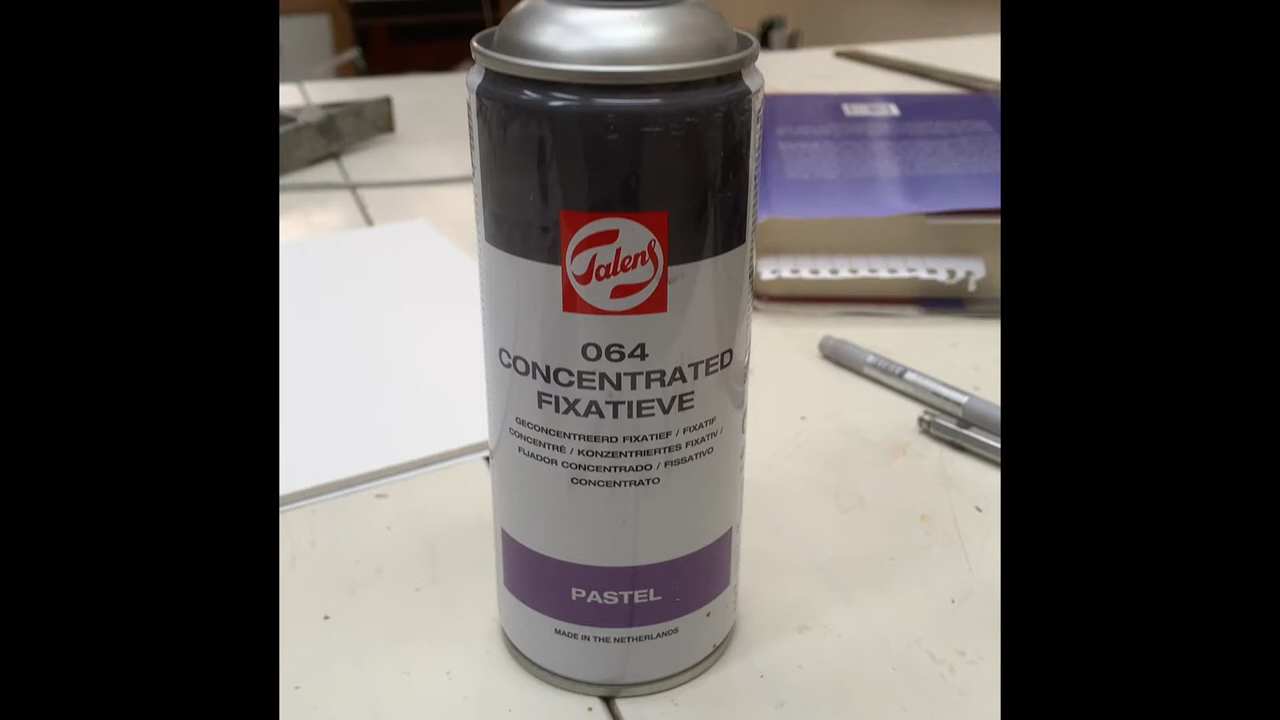 Talens
064
CONCENTRATED
FIXATIEVE
GECONCENTREERD FIXATIEF / FIXATIF
CONCENTRÉ / KONZENTRIERTES FIXATIV /
FIJADOR CONCENTRADO / FISSATIVO
CONCENTRATO
PASTEL
MADE IN THE NETHERLANDS